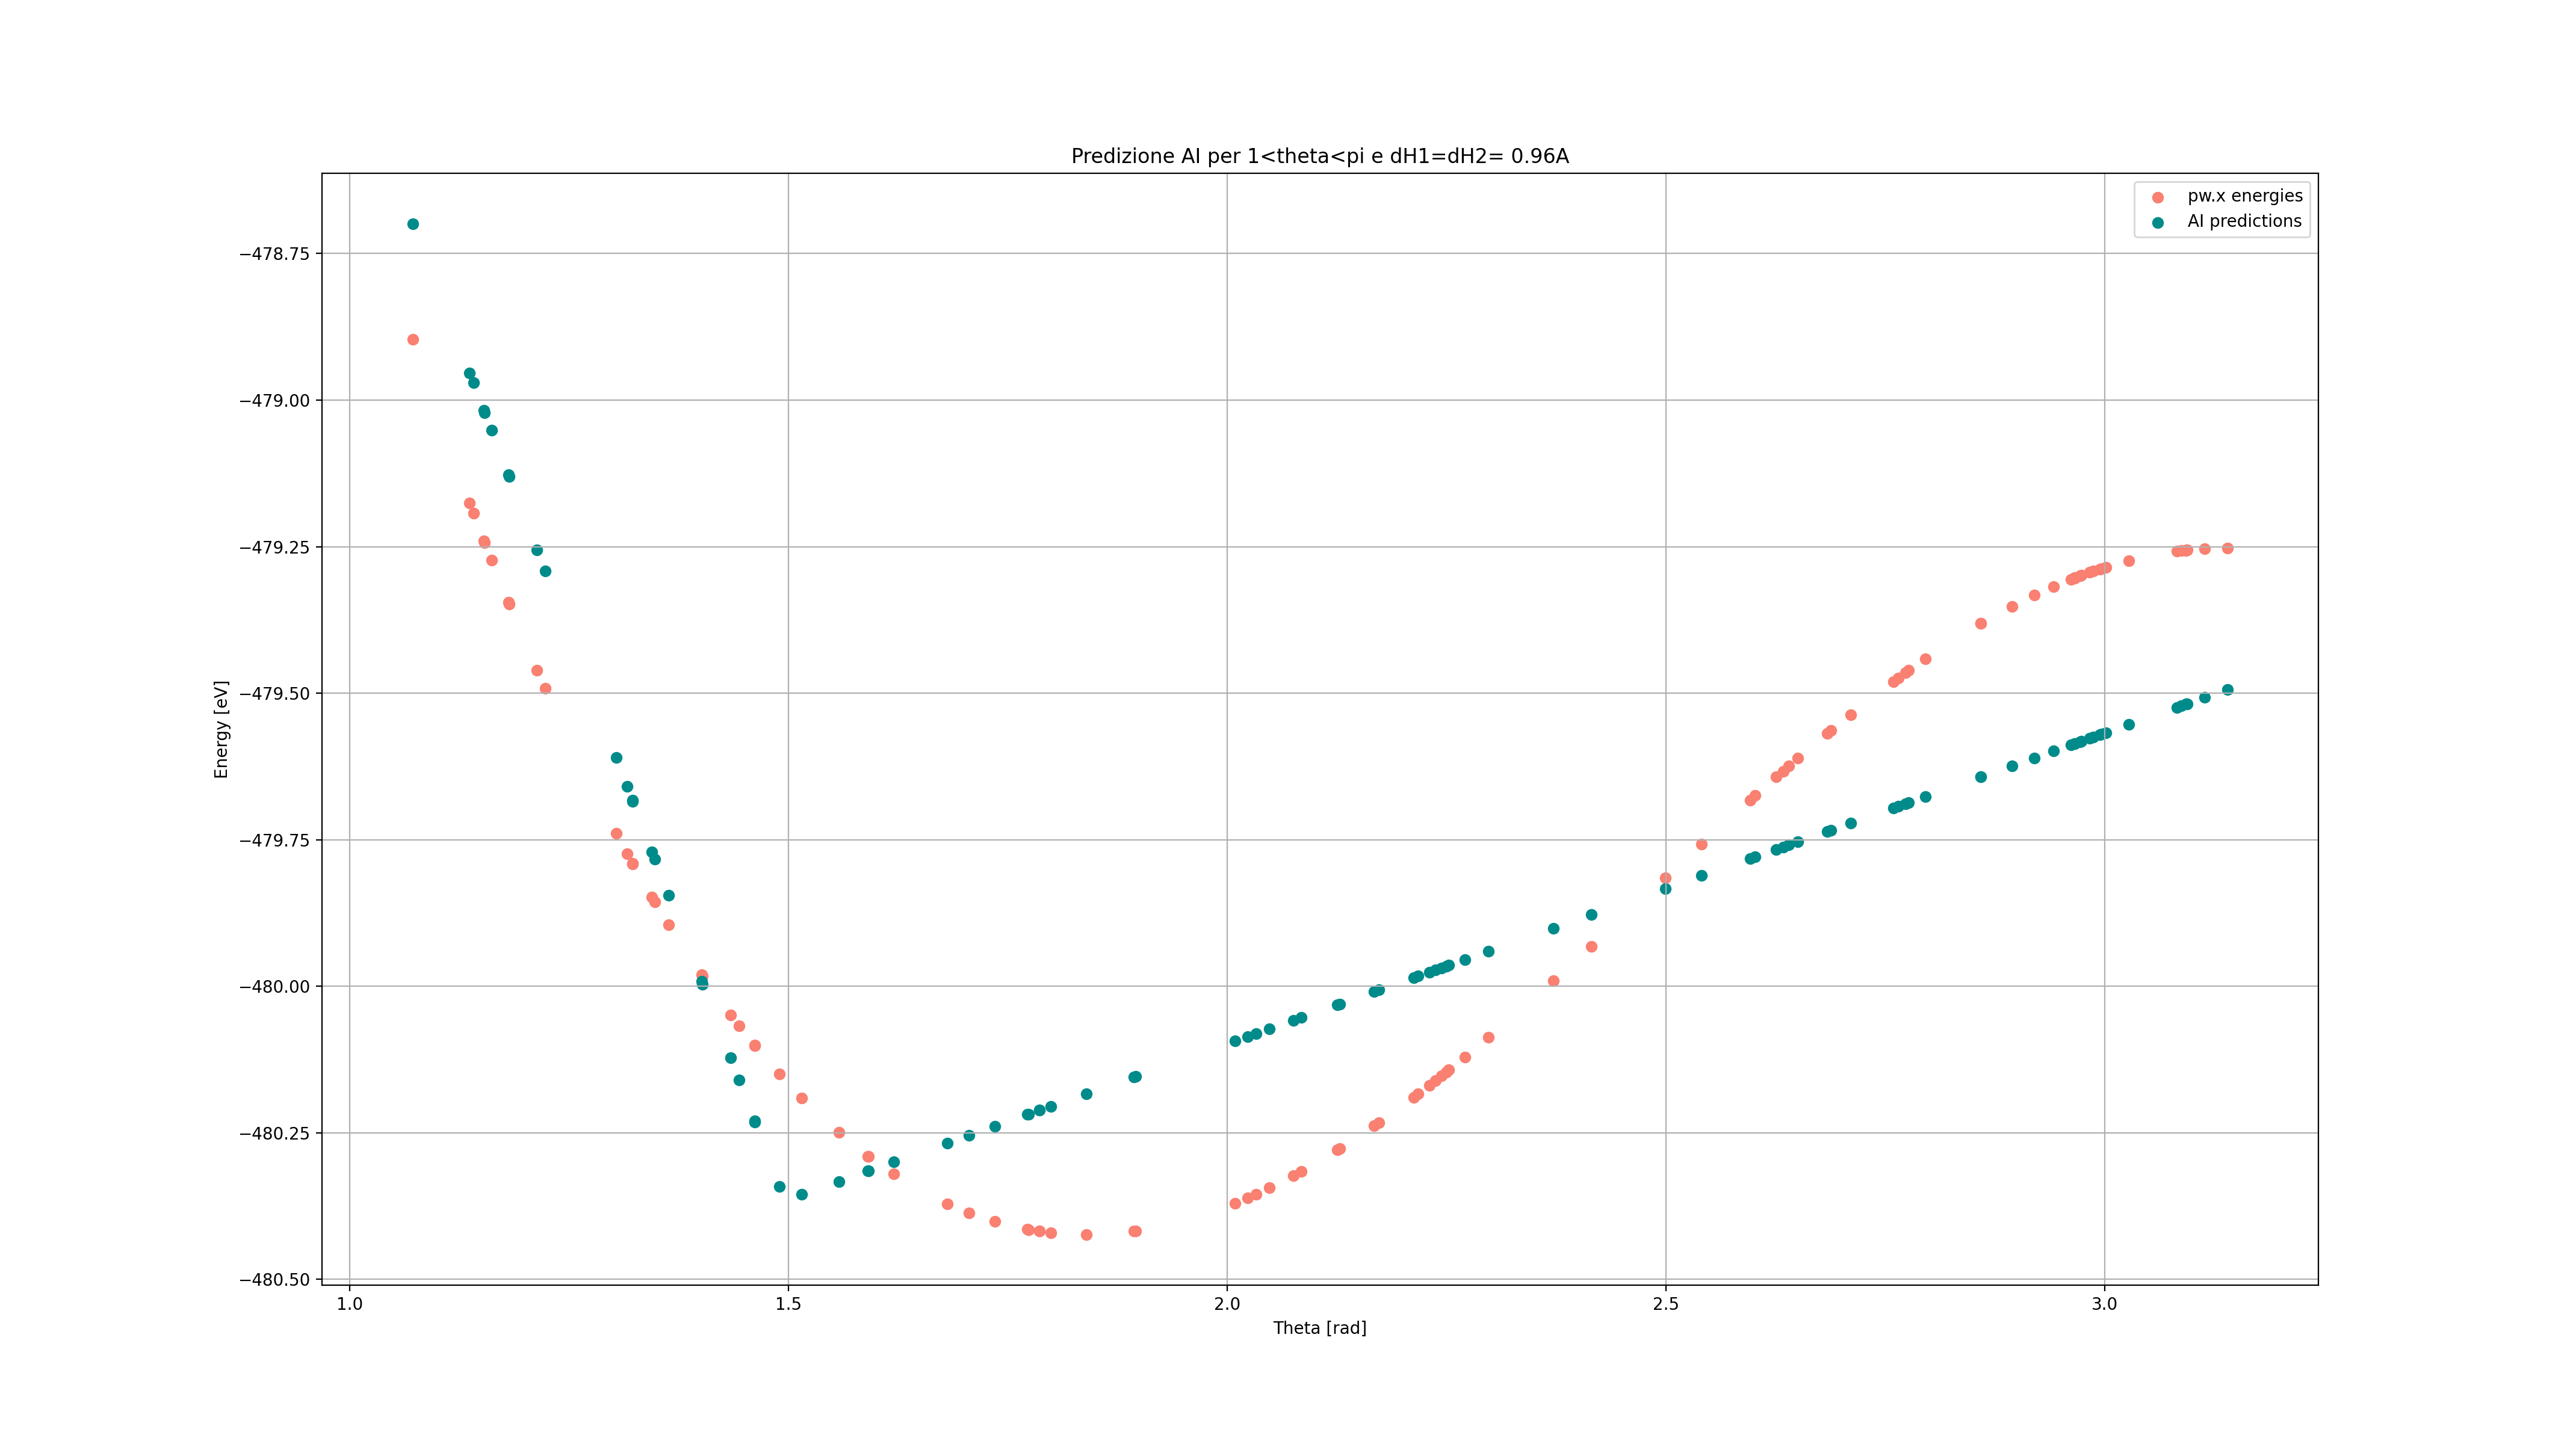 Predizione AI per 1<theta<pi e dH1=dH2= 0.96A
pw.x energies
AI predictions
−478.75
−479.00
−479.25
−479.50
−479.75
−480.00
−480.25
−480.50
Energy [eV]
1.0
1.5
2.0
2.5
3.0
Theta [rad]